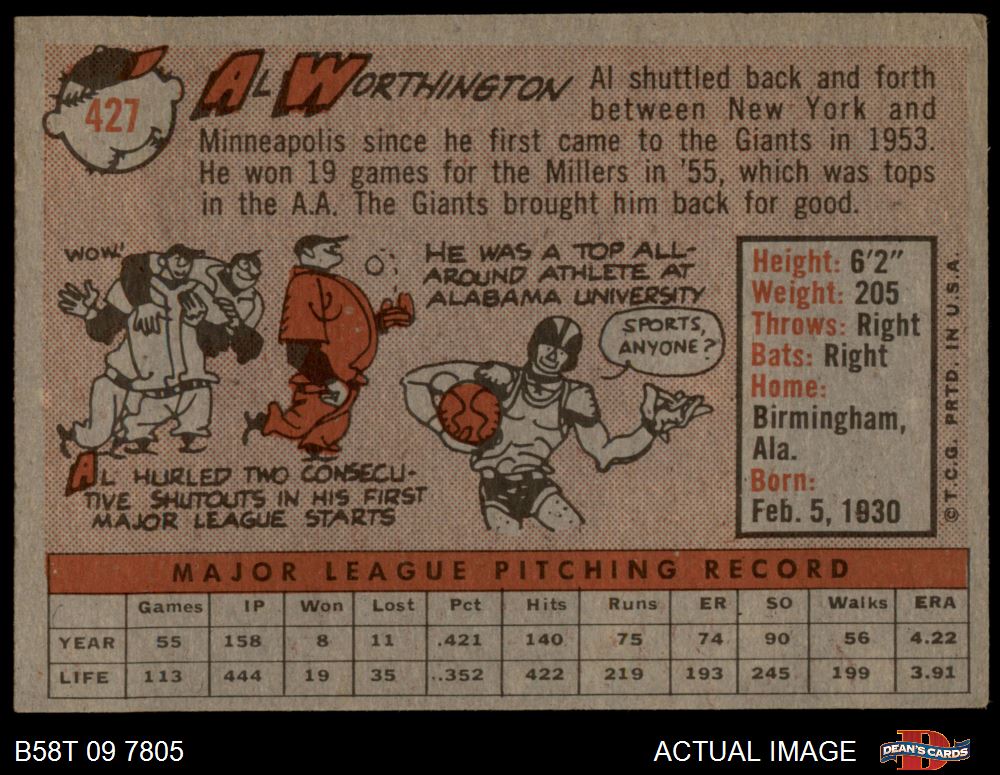 427
AL WORTHINGTON
Al shuttled back and forth
between New York and
Minneapolis since he first came to the Giants in 1953.
He won 19 games for the Millers in '55, which was tops
in the A.A. The Giants brought him back for good.
WOW!
AL HURLED TWO CONSECU-
TIVE SHUTOUTS IN HIS FIRST
MAJOR LEAGUE STARTS
HE WAS A TOP ALL-
AROUND ATHLETE AT
ALABAMA UNIVERSITY
SPORTS,
ANYONE?
Height: 6'2"
Weight: 205
Throws: Right
Bats: Right
Home:
Birmingham,
Ala.
Born:
Feb. 5, 1930
©T.C.G. PRTD. IN U.S.A.
MAJOR LEAGUE PITCHING RECORD
Games IP Won Lost Pct Hits Runs ER SO Walks ERA
YEAR 55 158 8 11 .421 140 75 74 90 56 4.22
LIFE 113 444 19 35 ..352 422 219 193 245 199 3.91
B58T 09 7805
ACTUAL IMAGE
DEAN'S CARDS